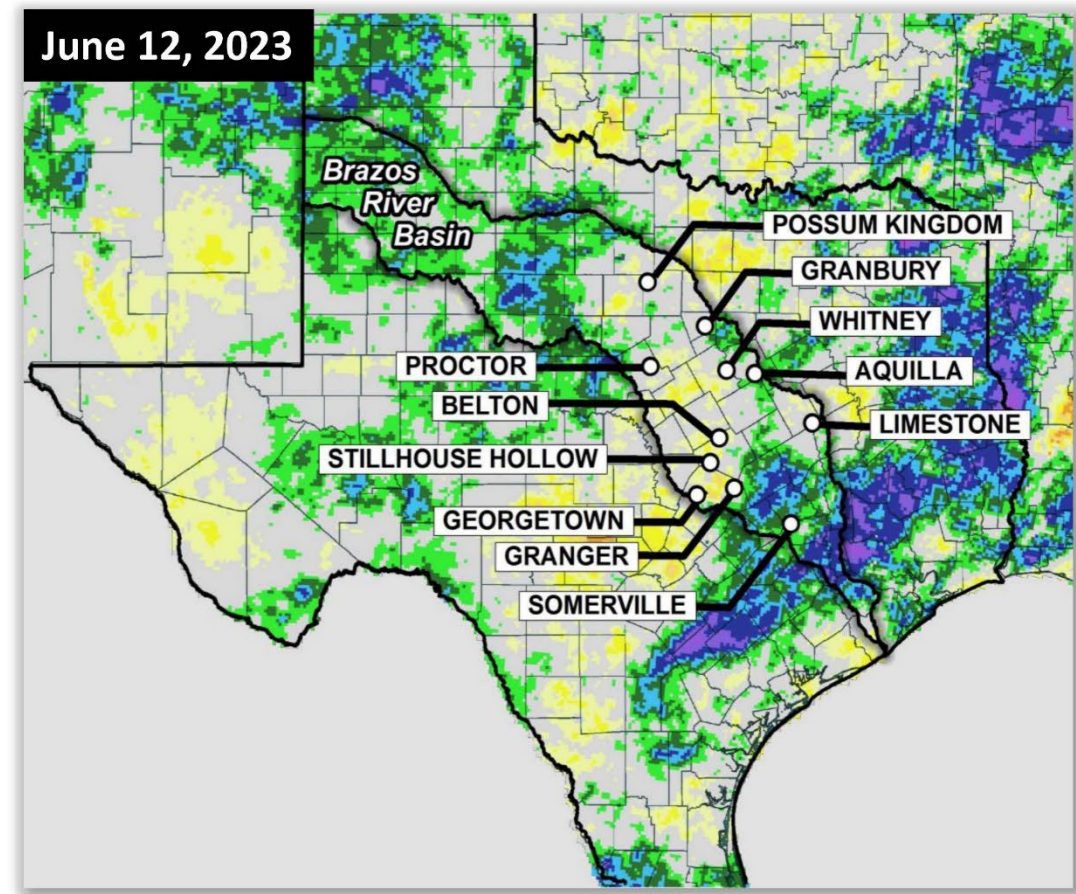 June 12, 2023
Brazos
River
Basin
POSSUM KINGDOM
GRANBURY
WHITNEY
PROCTOR
AQUILLA
BELTON
LIMESTONE
STILLHOUSE HOLLOW
GEORGETOWN
GRANGER
SOMERVILLE